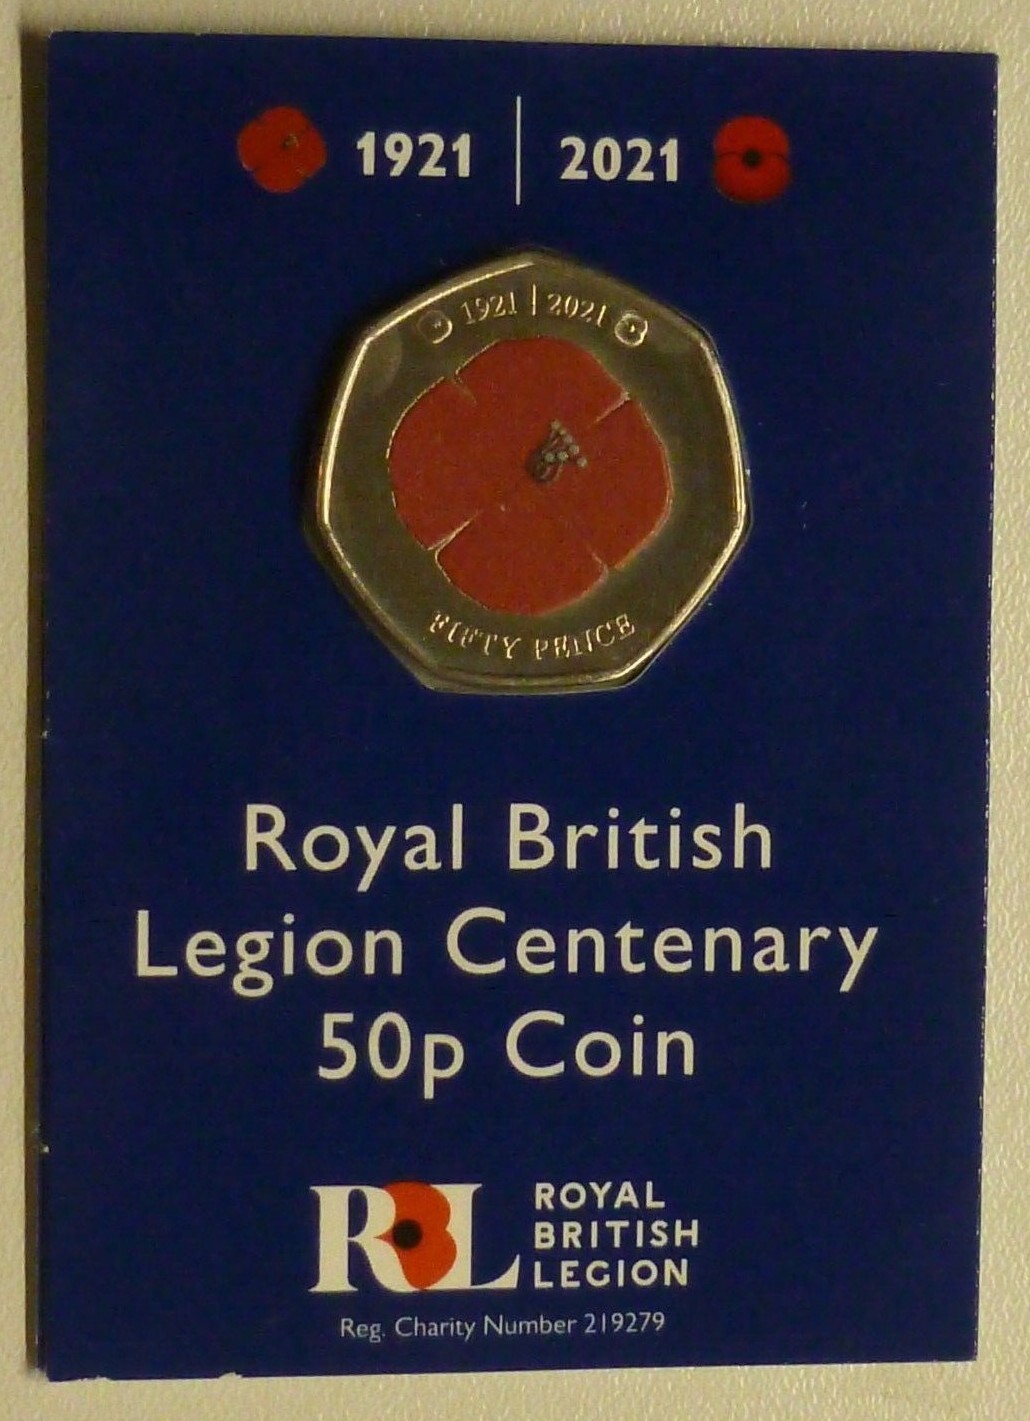 1921 | 2021
1921 | 2021
FIFTY PENCE
Royal British
Legion Centenary
50p Coin
RBL
ROYAL
BRITISH
LEGION
Reg. Charity Number 219279